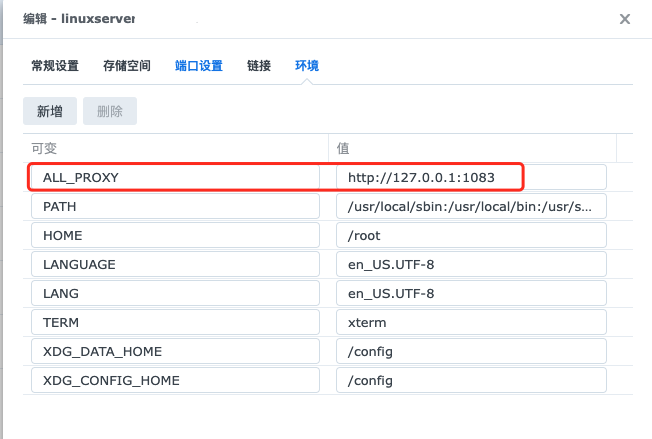 编辑 - linuxserver
常规设置 存储空间 端口设置 链接 环境
新增 删除
可变 值
ALL_PROXY http://127.0.0.1:1083
PATH /usr/local/sbin:/usr/local/bin:/usr/s...
HOME /root
LANGUAGE en_US.UTF-8
LANG en_US.UTF-8
TERM xterm
XDG_DATA_HOME /config
XDG_CONFIG_HOME /config